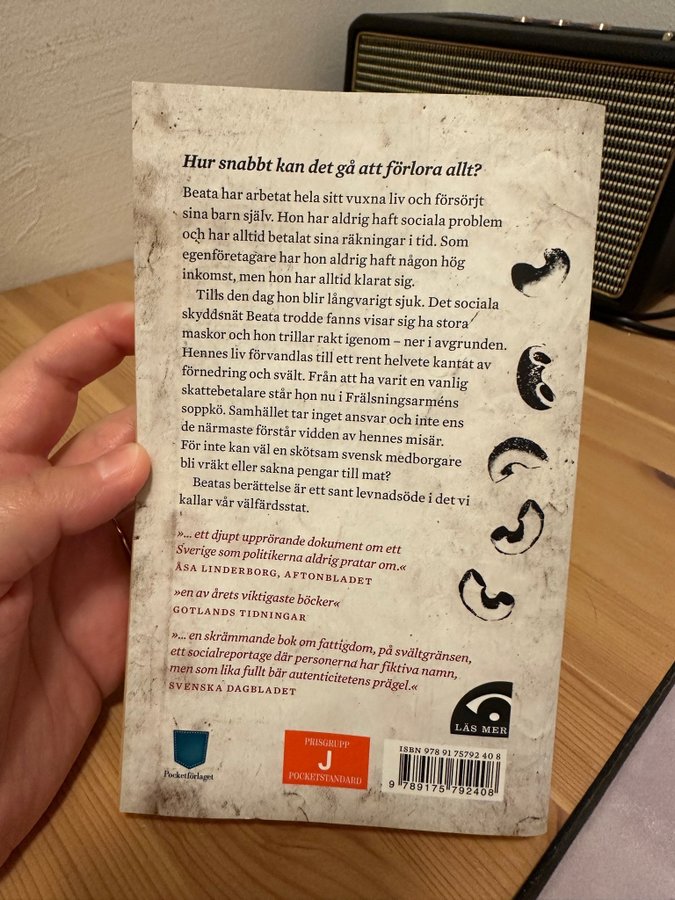 Hur snabbt kan det gå att förlora allt?
Beata har arbetat hela sitt vuxna liv och försörjt
sina barn själv. Hon har aldrig haft sociala problem
och har alltid betalat sina räkningar i tid. Som
egenföretagare har hon aldrig haft någon hög
inkomst, men hon har alltid klarat sig.
Tills den dag hon blir långvarigt sjuk. Det sociala
skyddsnät Beata trodde fanns visar sig ha stora
maskor och hon trillar rakt igenom – ner i avgrunden.
Hennes liv förvandlas till ett rent helvete kantat av
förnedring och svält. Från att ha varit en vanlig
skattebetalare står hon nu i Frälsningsarméns
soppkö. Samhället tar inget ansvar och inte ens
de närmaste förstår vidden av hennes misär.
För inte kan väl en skötsam svensk medborgare
bli vräkt eller sakna pengar till mat?
Beatas berättelse är ett sant levnadsöde i det vi
kallar vår välfärdsstat.
»... ett djupt upprörande dokument om ett
Sverige som politikerna aldrig pratar om.«
ÅSA LINDERBORG, AFTONBLADET
»en av årets viktigaste böcker«
GOTLANDS TIDNINGAR
»... en skrämmande bok om fattigdom, på svältgränsen,
ett socialreportage där personerna har fiktiva namn,
men som lika fullt bär autenticitetens prägel.«
SVENSKA DAGBLADET
LÄS MER
Pocketförlaget
PRISGRUPP
J
POCKETSTANDARD
ISBN 978 91 75792 40 8
9 789175 792408